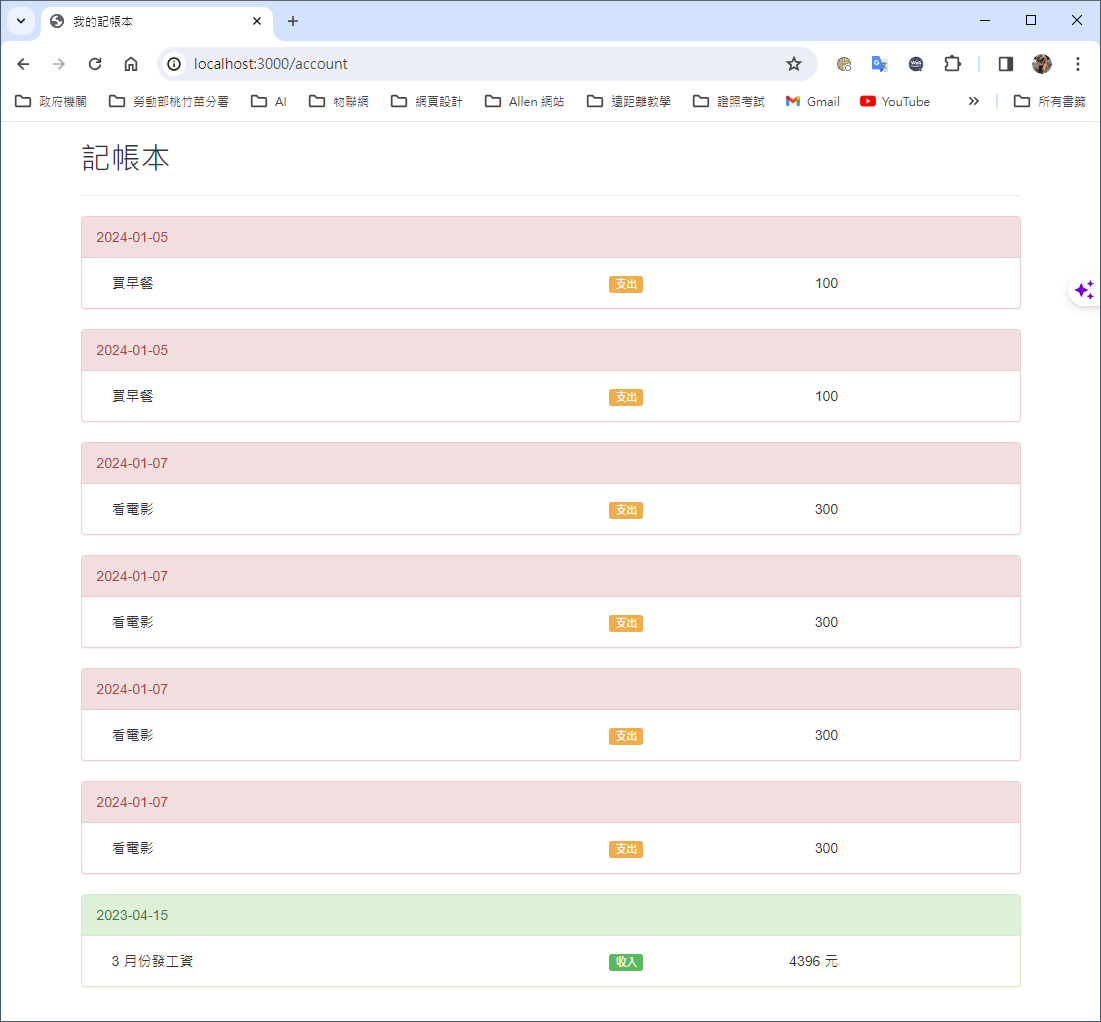 我的記帳本
localhost:3000/account
政府機關 勞動部桃竹苗分署 AI 物聯網 網頁設計 Allen 網站 遠距離教學 證照考試 Gmail YouTube 所有書籤
記帳本
2024-01-05
買早餐 支出 100
2024-01-05
買早餐 支出 100
2024-01-07
看電影 支出 300
2024-01-07
看電影 支出 300
2024-01-07
看電影 支出 300
2024-01-07
看電影 支出 300
2023-04-15
3 月份發工資 收入 4396 元